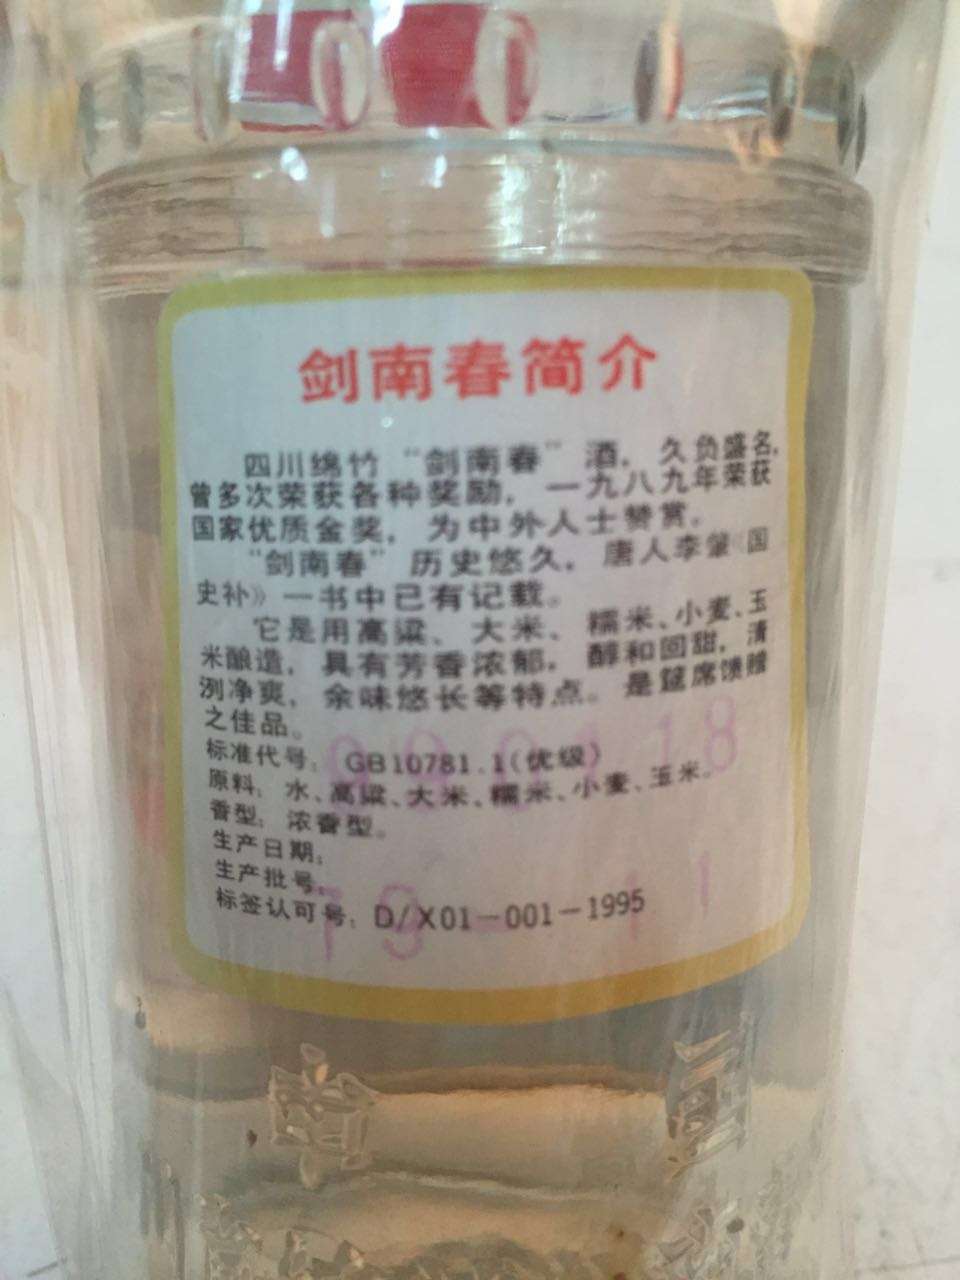 剑南春简介
四川绵竹“剑南春”酒，久负盛名，
曾多次荣获各种奖励，一九八九年荣获
国家优质金奖，为中外人士赞赏。
“剑南春”历史悠久，唐人李肇《国
史补》一书中已有记载。
它是用高粱、大米、糯米、小麦、玉
米酿造，具有芳香浓郁，醇和回甜，清
洌净爽，余味悠长等特点。是筵席馈赠
之佳品。
标准代号：GB10781.1（优级）
原料：水、高粱、大米、糯米、小麦、玉米。
香型：浓香型。
生产日期：
生产批号：
标签认可号：D/X01-001-1995